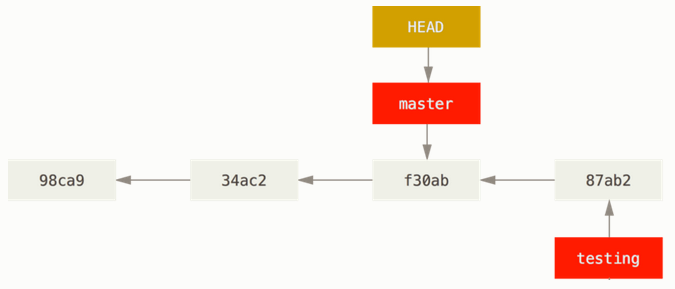 HEAD
master
98ca9
34ac2
f30ab
87ab2
testing